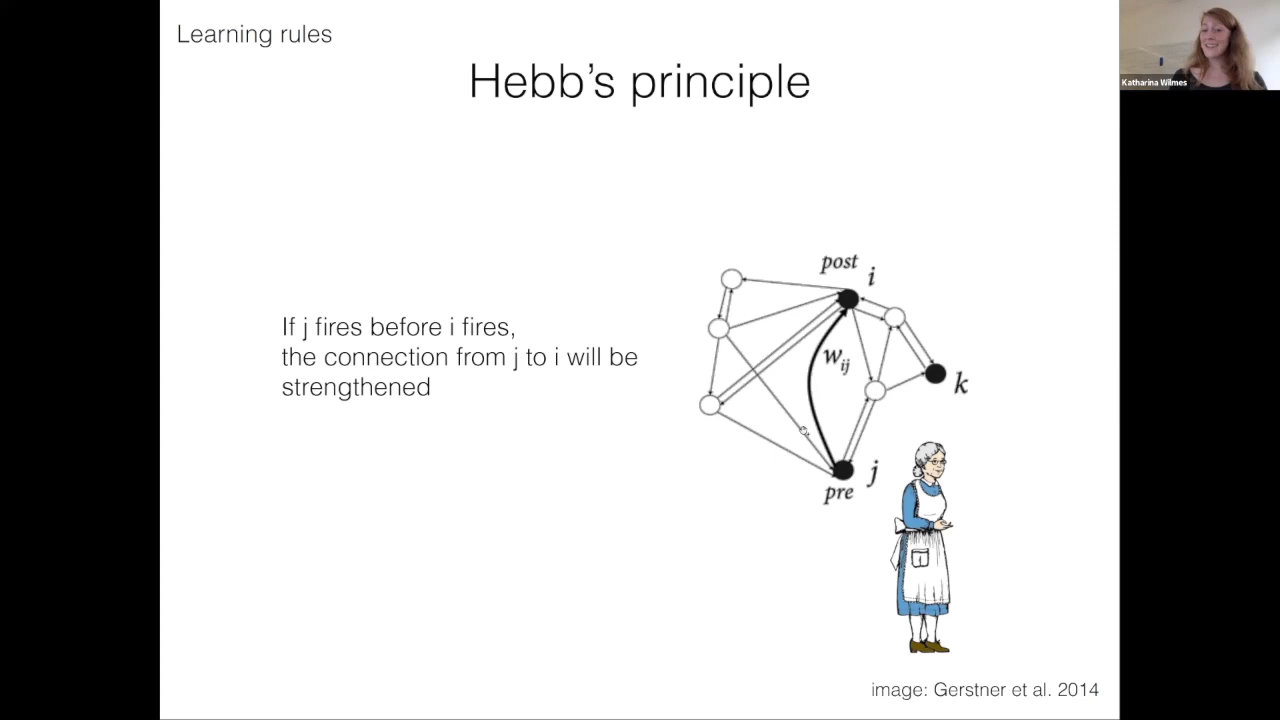 Learning rules
Hebb's principle
Katharina Wilmes
If j fires before i fires,
the connection from j to i will be
strengthened
post
i
w_ij
k
j
pre
image: Gerstner et al. 2014